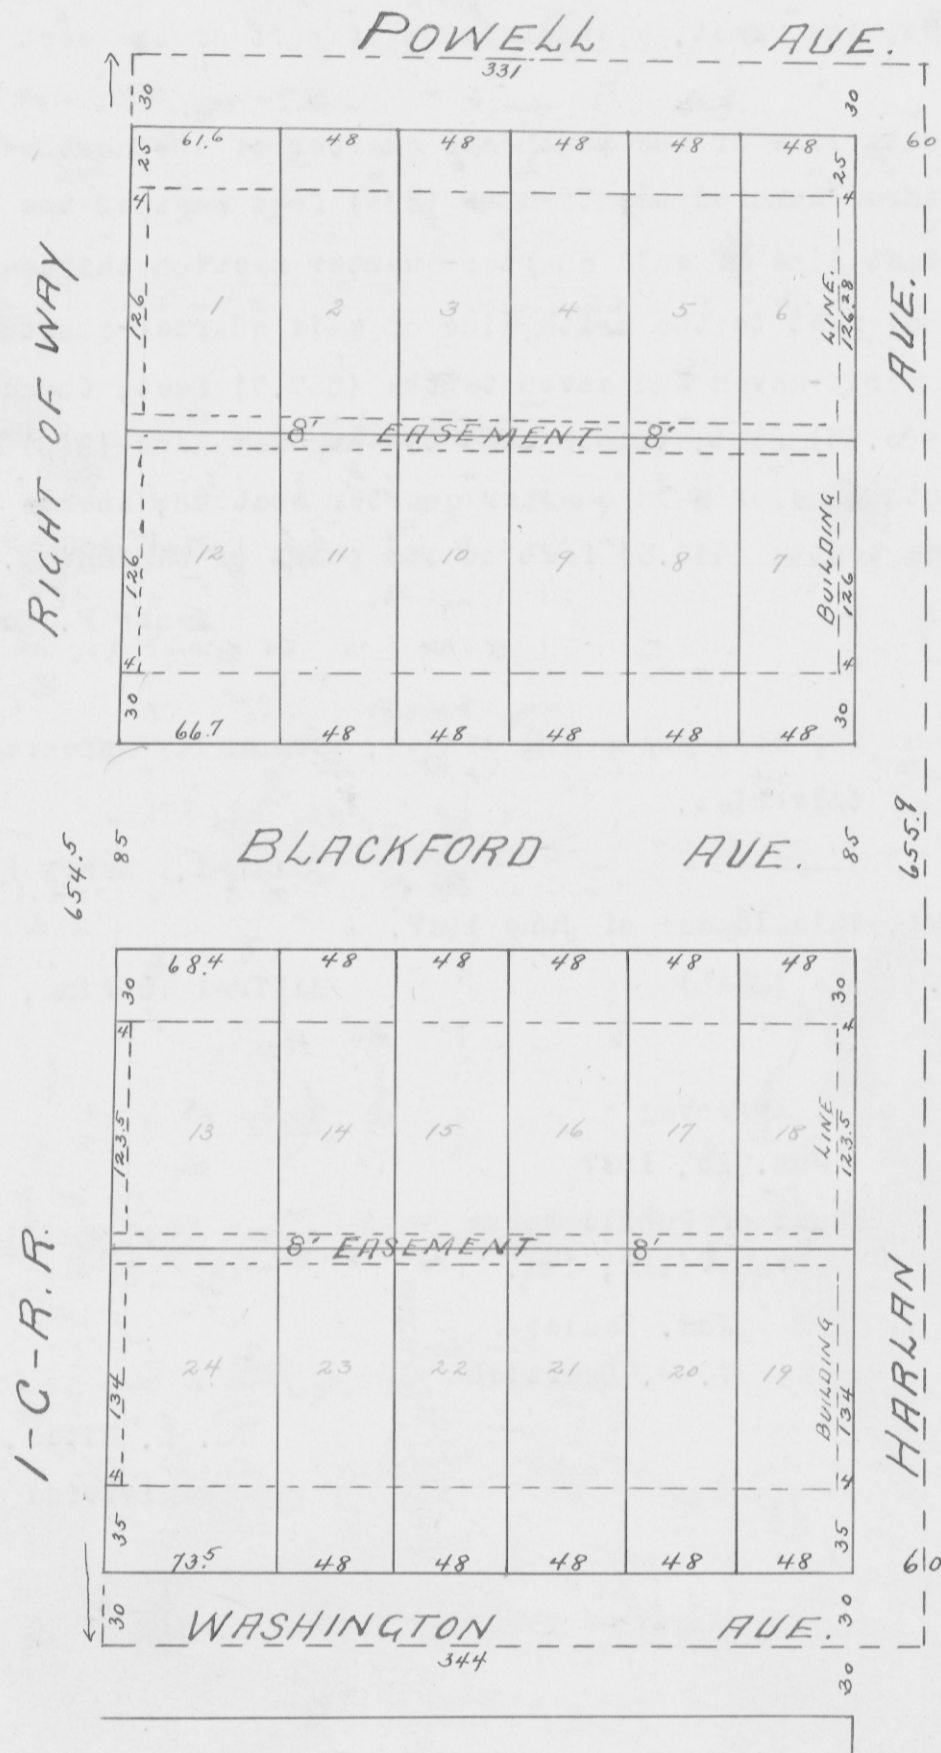 POWELL AVE.
331
30 30
61.6 48 48 48 48 48 60
25 25
4 4
126 1 2 3 4 5 6 LINE. 126.28
RIGHT OF WAY
AVE.
8' EASEMENT 8'
126 12 11 10 9 8 7 BUILDING 126
4 4
30 30
66.7 48 48 48 48 48
654.5 85 BLACKFORD AVE. 85 655.9
68.4 48 48 48 48 48
30 30
4 4
123.5 13 14 15 16 17 18 LINE 123.5
8' EASEMENT 8'
I-C-R.R.
HARLAN
134 24 23 22 21 20 19 BUILDING 134
4 4
35 35
73.5 48 48 48 48 48 60
30 WASHINGTON AVE. 30
344
30